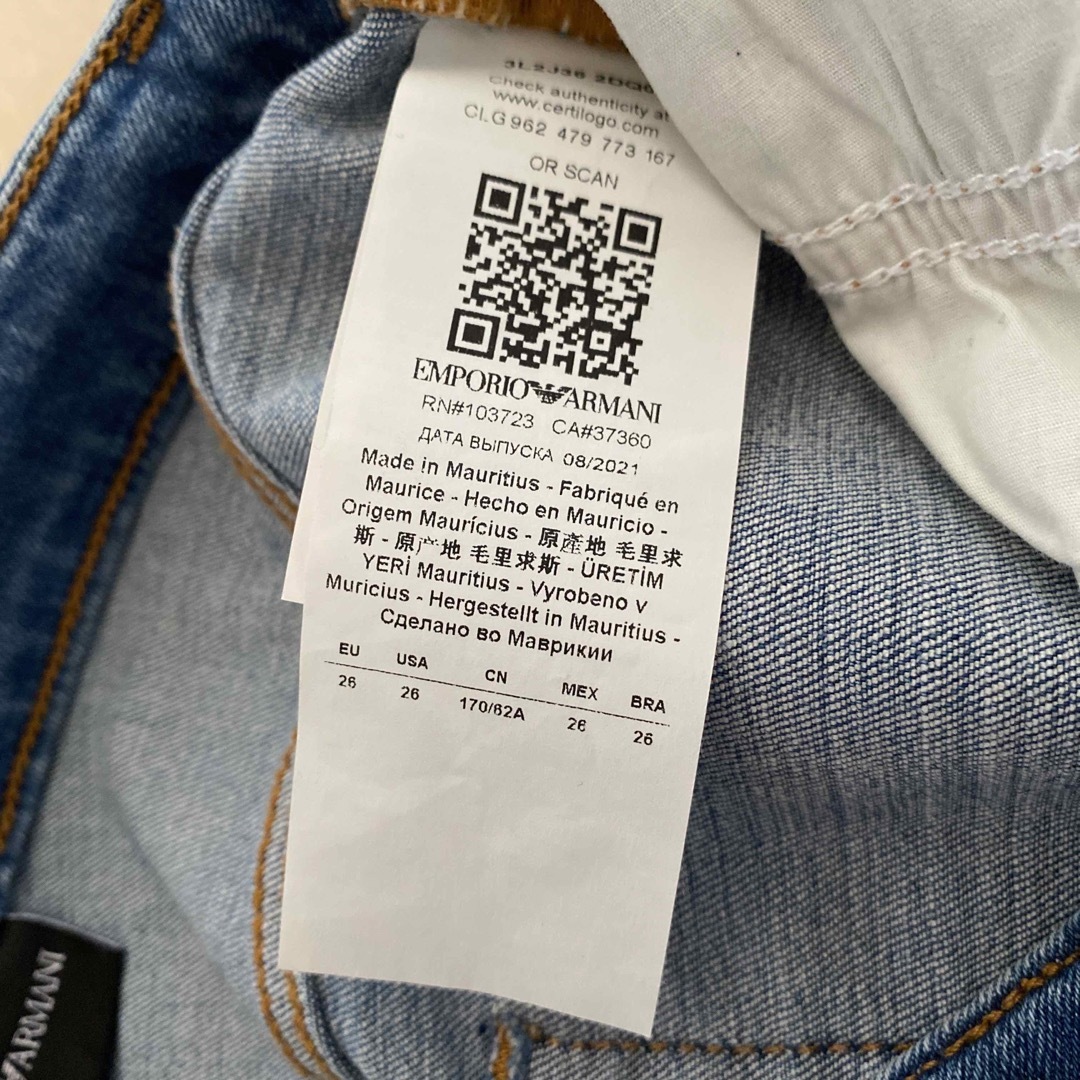 3L2J36
Check authenticity at
www.certilogo.com
CLG 962 479 773 167
OR SCAN
EMPORIO ARMANI
RN#103723 CA#37360
ДАТА ВЫПУСКА 08/2021
Made in Mauritius - Fabriqué en
Maurice - Hecho en Mauricio -
Origem Maurícius - 原產地 毛里求
斯 - 原产地 毛里求斯 - ÜRETİM
YERİ Mauritius - Vyrobeno v
Muricius - Hergestellt in Mauritius -
Сделано во Маврикии
EU USA CN MEX BRA
26 26 170/62A 26 26
ARMANI